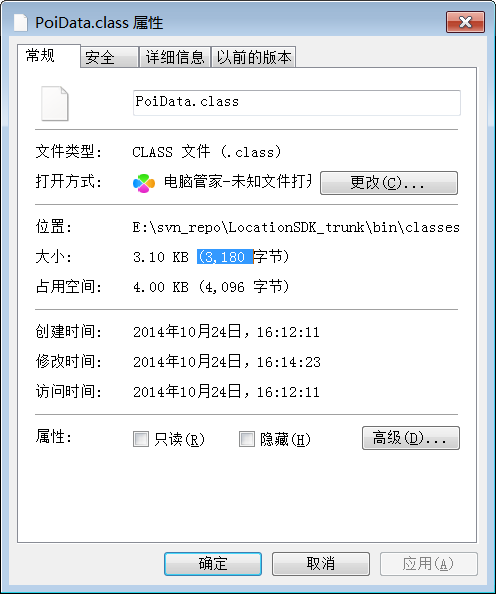 PoiData.class 属性
常规 安全 详细信息 以前的版本
PoiData.class
文件类型: CLASS 文件 (.class)
打开方式: 电脑管家-未知文件打开 更改(C)...
位置: E:\svn_repo\LocationSDK_trunk\bin\classes
大小: 3.10 KB (3,180 字节)
占用空间: 4.00 KB (4,096 字节)
创建时间: 2014年10月24日, 16:12:11
修改时间: 2014年10月24日, 16:14:23
访问时间: 2014年10月24日, 16:12:11
属性: 只读(R) 隐藏(H) 高级(D)...
确定 取消 应用(A)